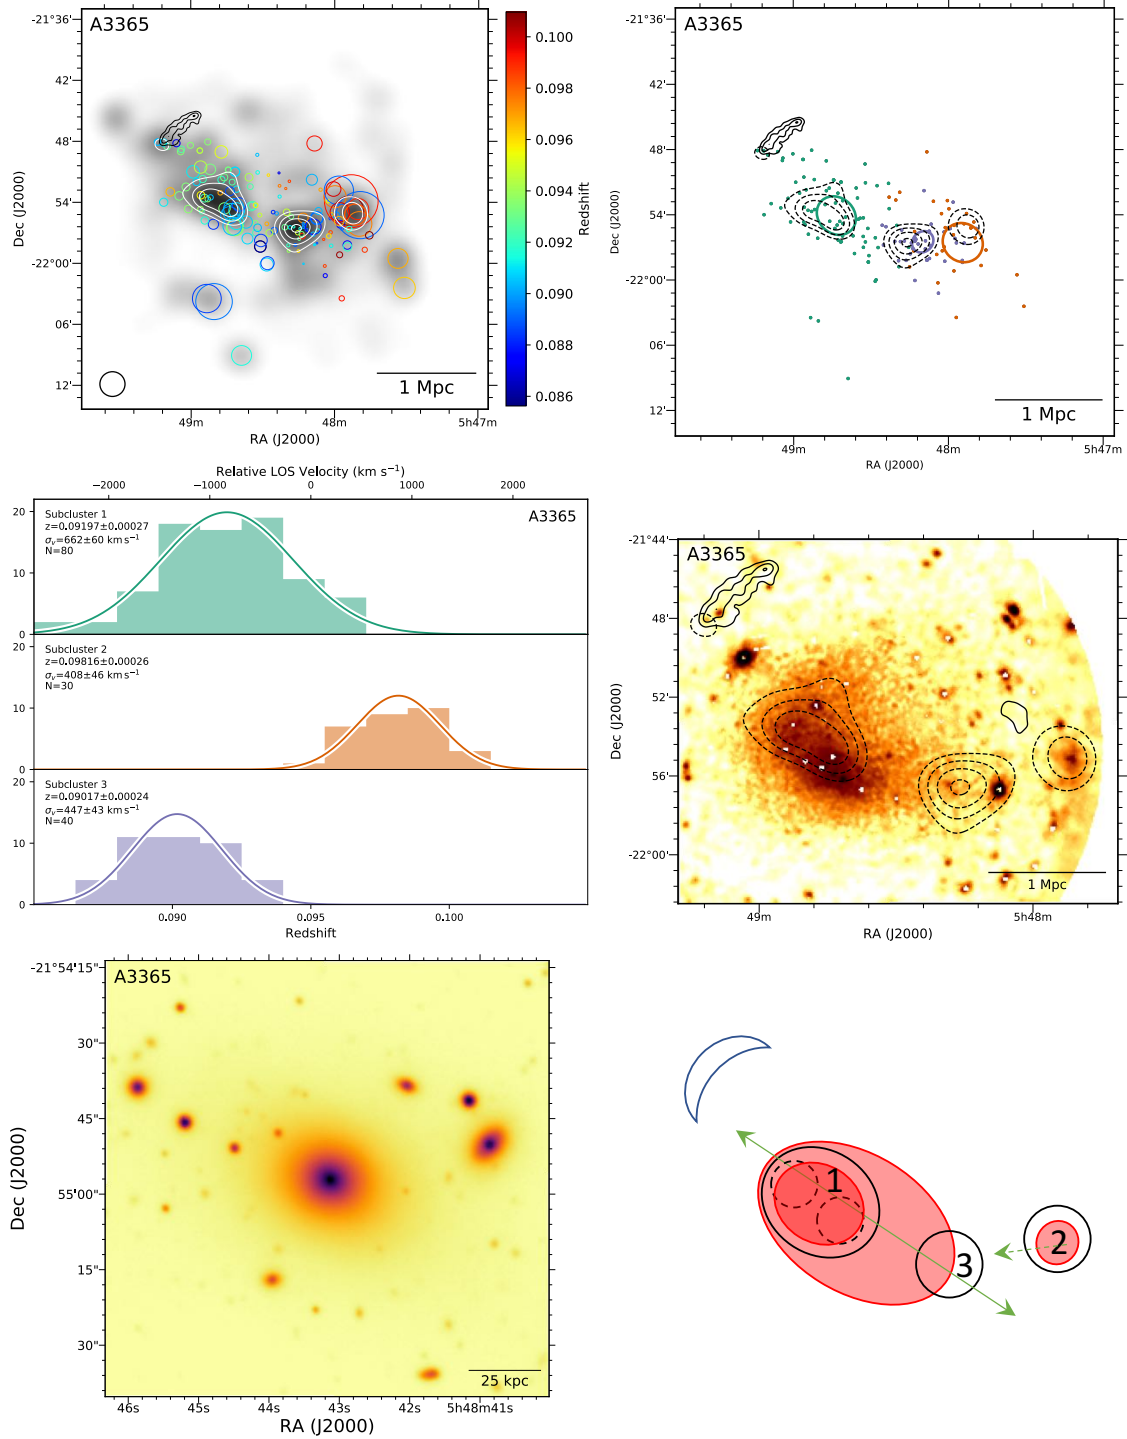 A3365
-21°36'
42'
48'
54'
-22°00'
06'
12'
Dec (J2000)
49m
48m
5h47m
RA (J2000)
1 Mpc
0.100
0.098
0.096
0.094
0.092
0.090
0.088
0.086
Redshift
A3365
-21°36'
42'
48'
54'
-22°00'
06'
12'
Dec (J2000)
49m
48m
5h47m
RA (J2000)
1 Mpc
Relative LOS Velocity (km s⁻¹)
−2000
−1000
0
1000
2000
A3365
Subcluster 1
z=0.09197±0.00027
σᵥ=662±60 km s⁻¹
N=80
20
10
0
Subcluster 2
z=0.09816±0.00026
σᵥ=408±46 km s⁻¹
N=30
20
10
0
Subcluster 3
z=0.09017±0.00024
σᵥ=447±43 km s⁻¹
N=40
20
10
0
0.090
0.095
0.100
Redshift
A3365
-21°44'
48'
52'
56'
-22°00'
Dec (J2000)
49m
5h48m
RA (J2000)
1 Mpc
A3365
-21°54'15"
30"
45"
55'00"
15"
30"
Dec (J2000)
46s
45s
44s
43s
42s
5h48m41s
RA (J2000)
25 kpc
1
2
3